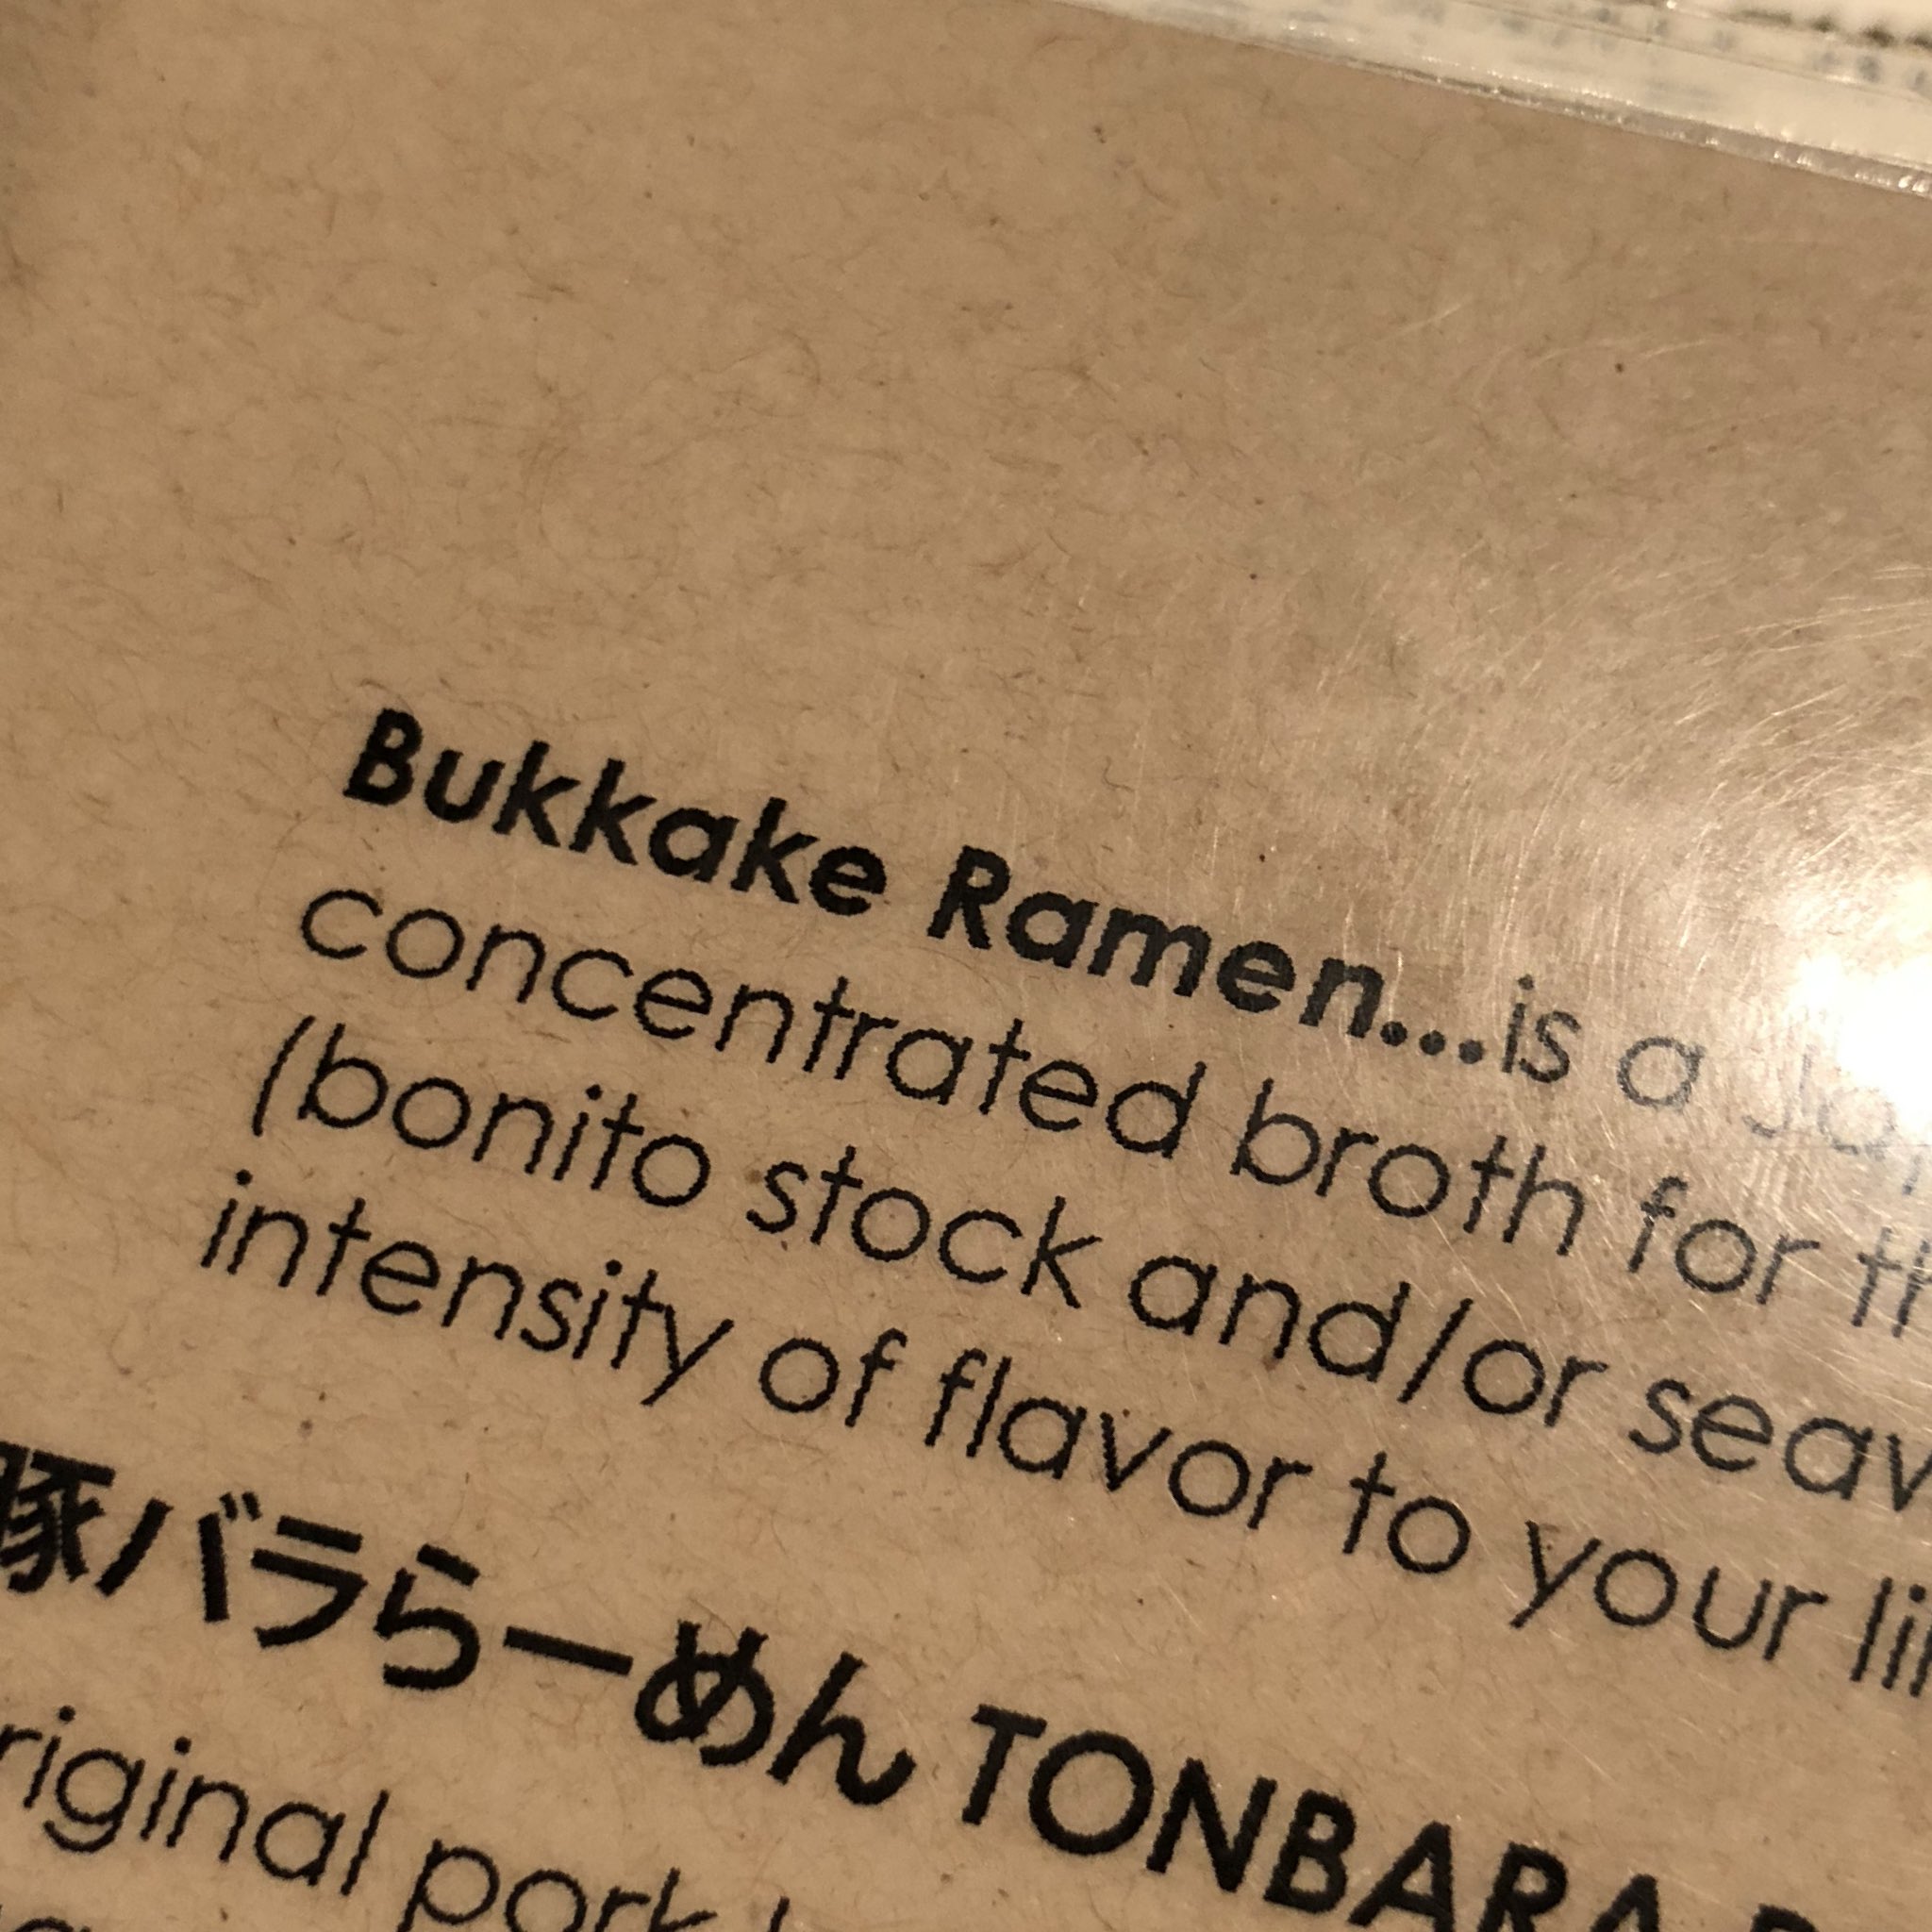 Bukkake Ramen...is a
concentrated broth for
(bonito stock and/or
intensity of flavor to your
豚バラらーめん TONBARA
pork